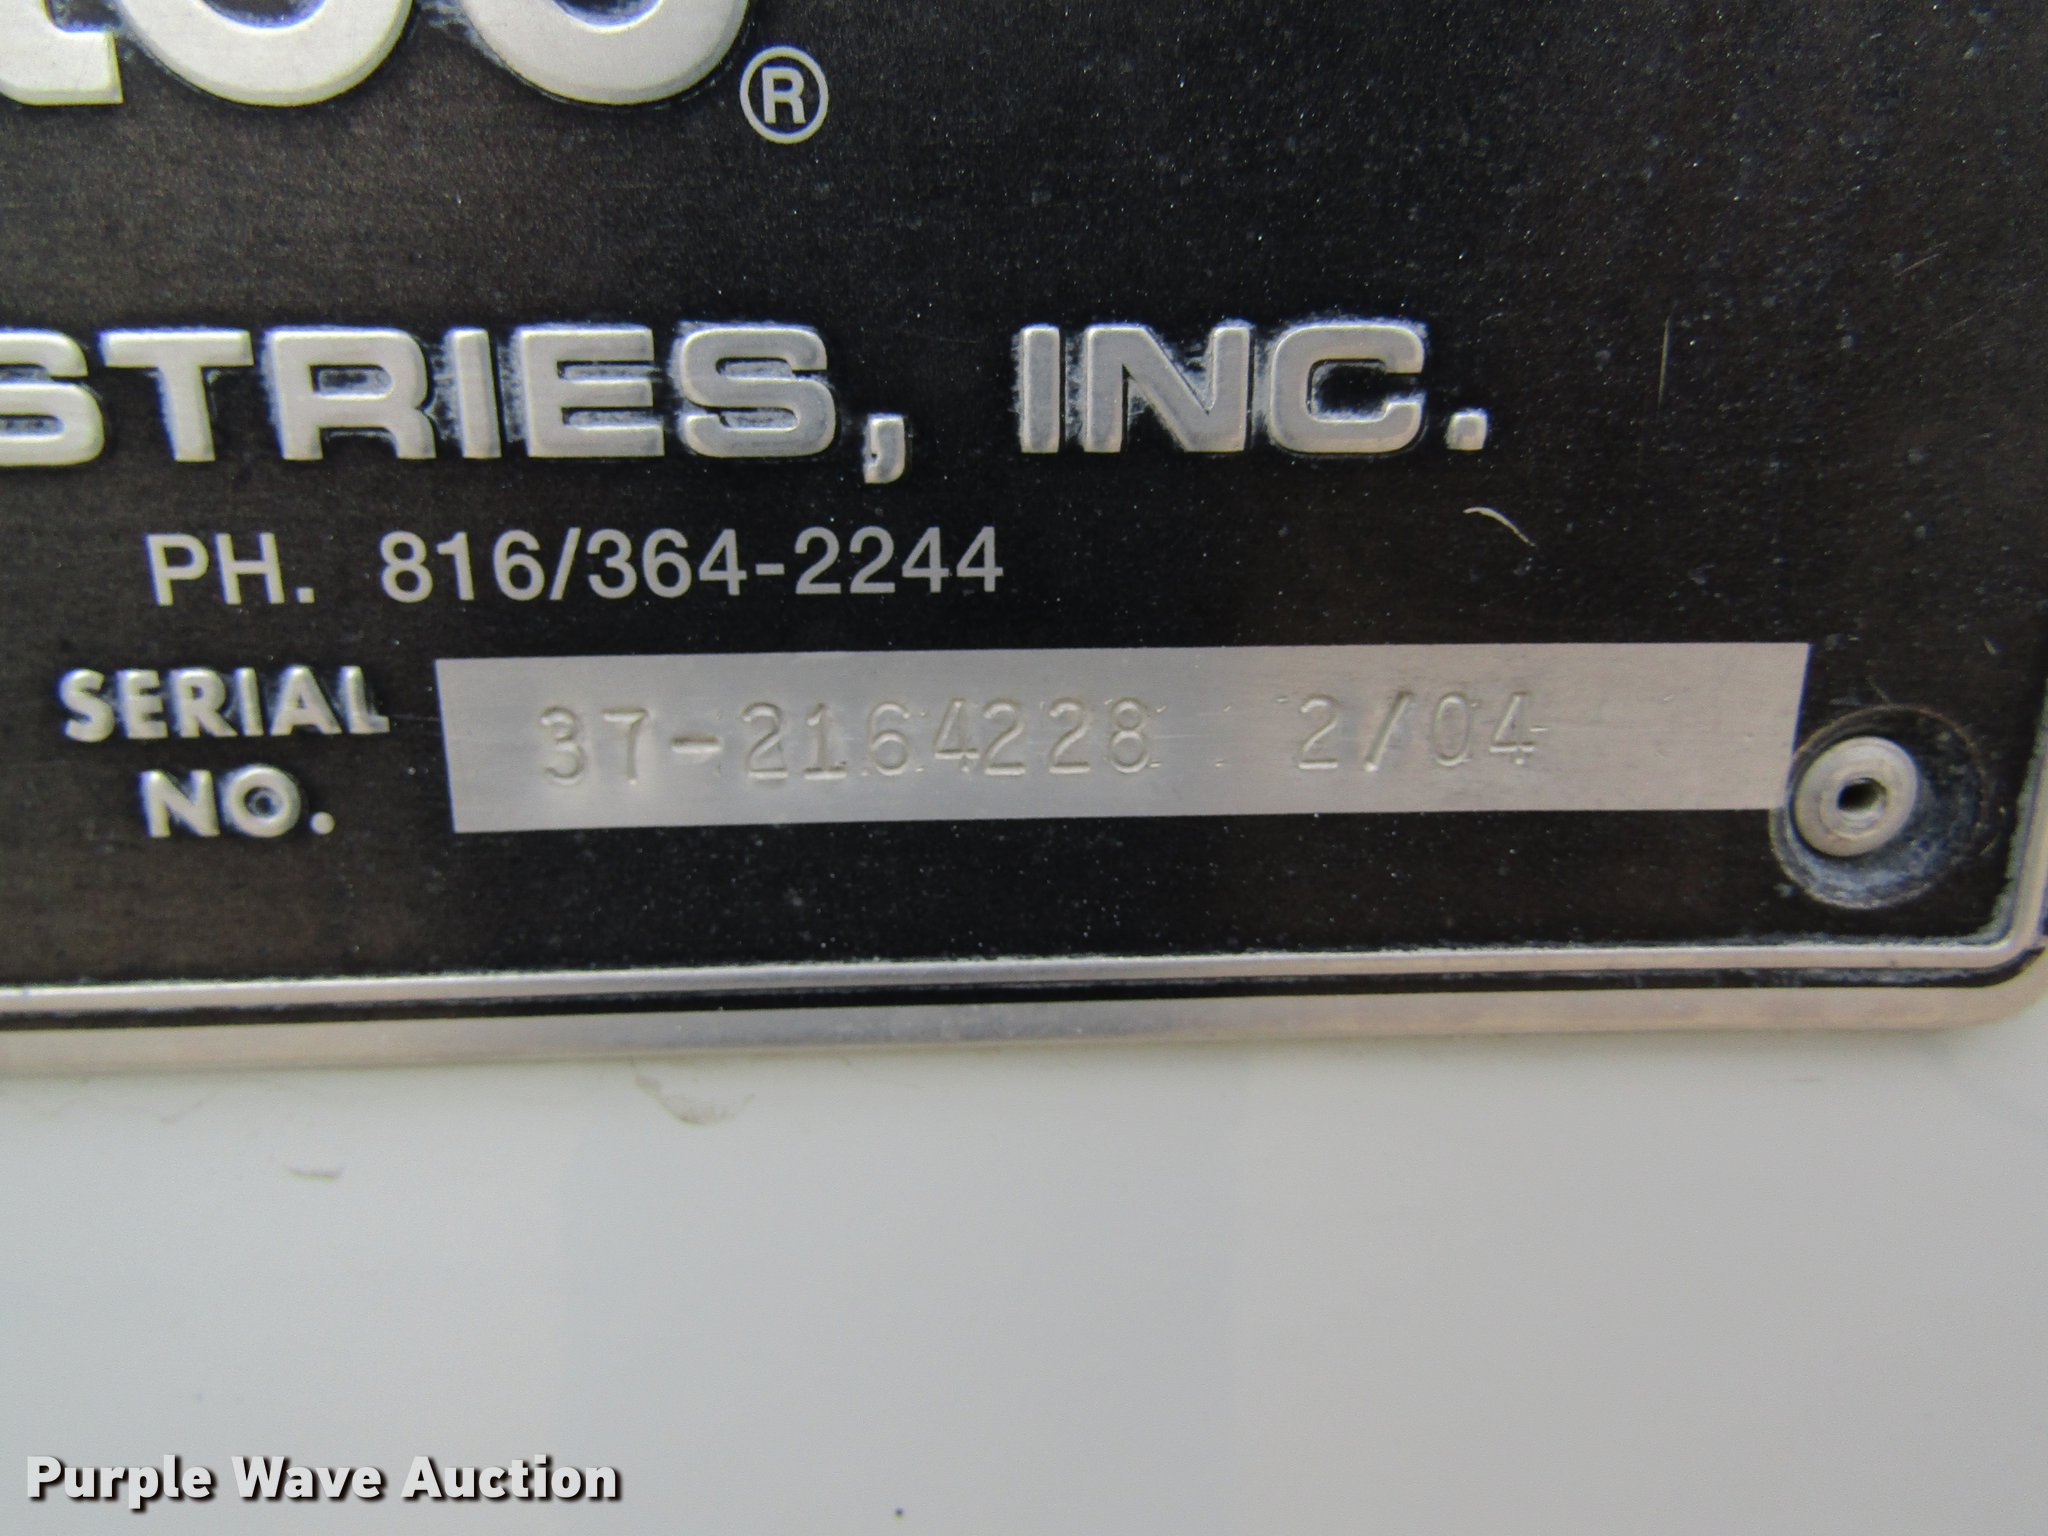 ®
STRIES, INC.
PH. 816/364-2244
SERIAL
NO.
37-2164228 2/04
Purple Wave Auction